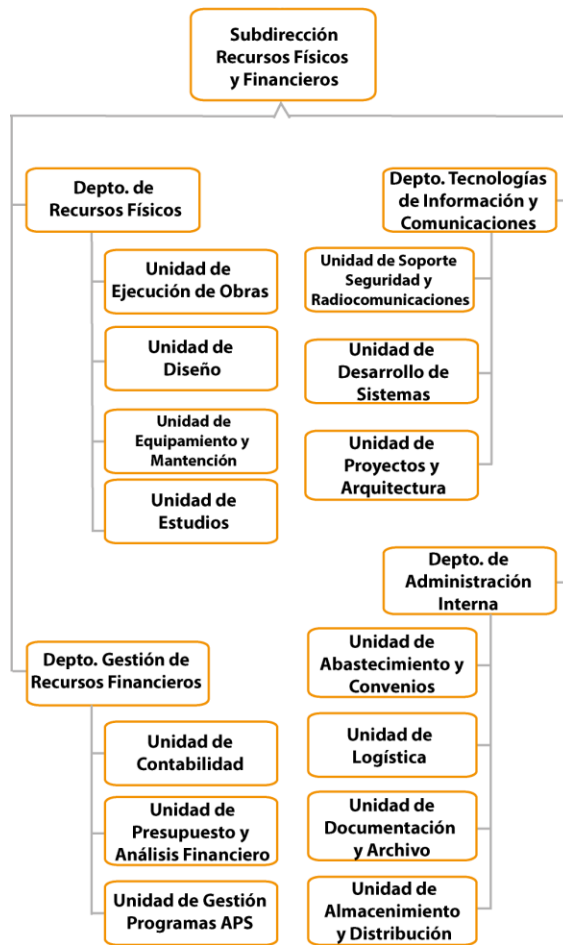 Subdirección
Recursos Físicos
y Financieros
Depto. de
Recursos Físicos
Unidad de
Ejecución de Obras
Unidad de
Diseño
Unidad de
Equipamiento y
Mantención
Unidad de
Estudios
Depto. Gestión de
Recursos Financieros
Unidad de
Contabilidad
Unidad de
Presupuesto y
Análisis Financiero
Unidad de Gestión
Programas APS
Depto. Tecnologías
de Información y
Comunicaciones
Unidad de Soporte
Seguridad y
Radiocomunicaciones
Unidad de
Desarrollo de
Sistemas
Unidad de
Proyectos y
Arquitectura
Depto. de
Administración
Interna
Unidad de
Abastecimiento y
Convenios
Unidad de
Logística
Unidad de
Documentación
y Archivo
Unidad de
Almacenimiento
y Distribución